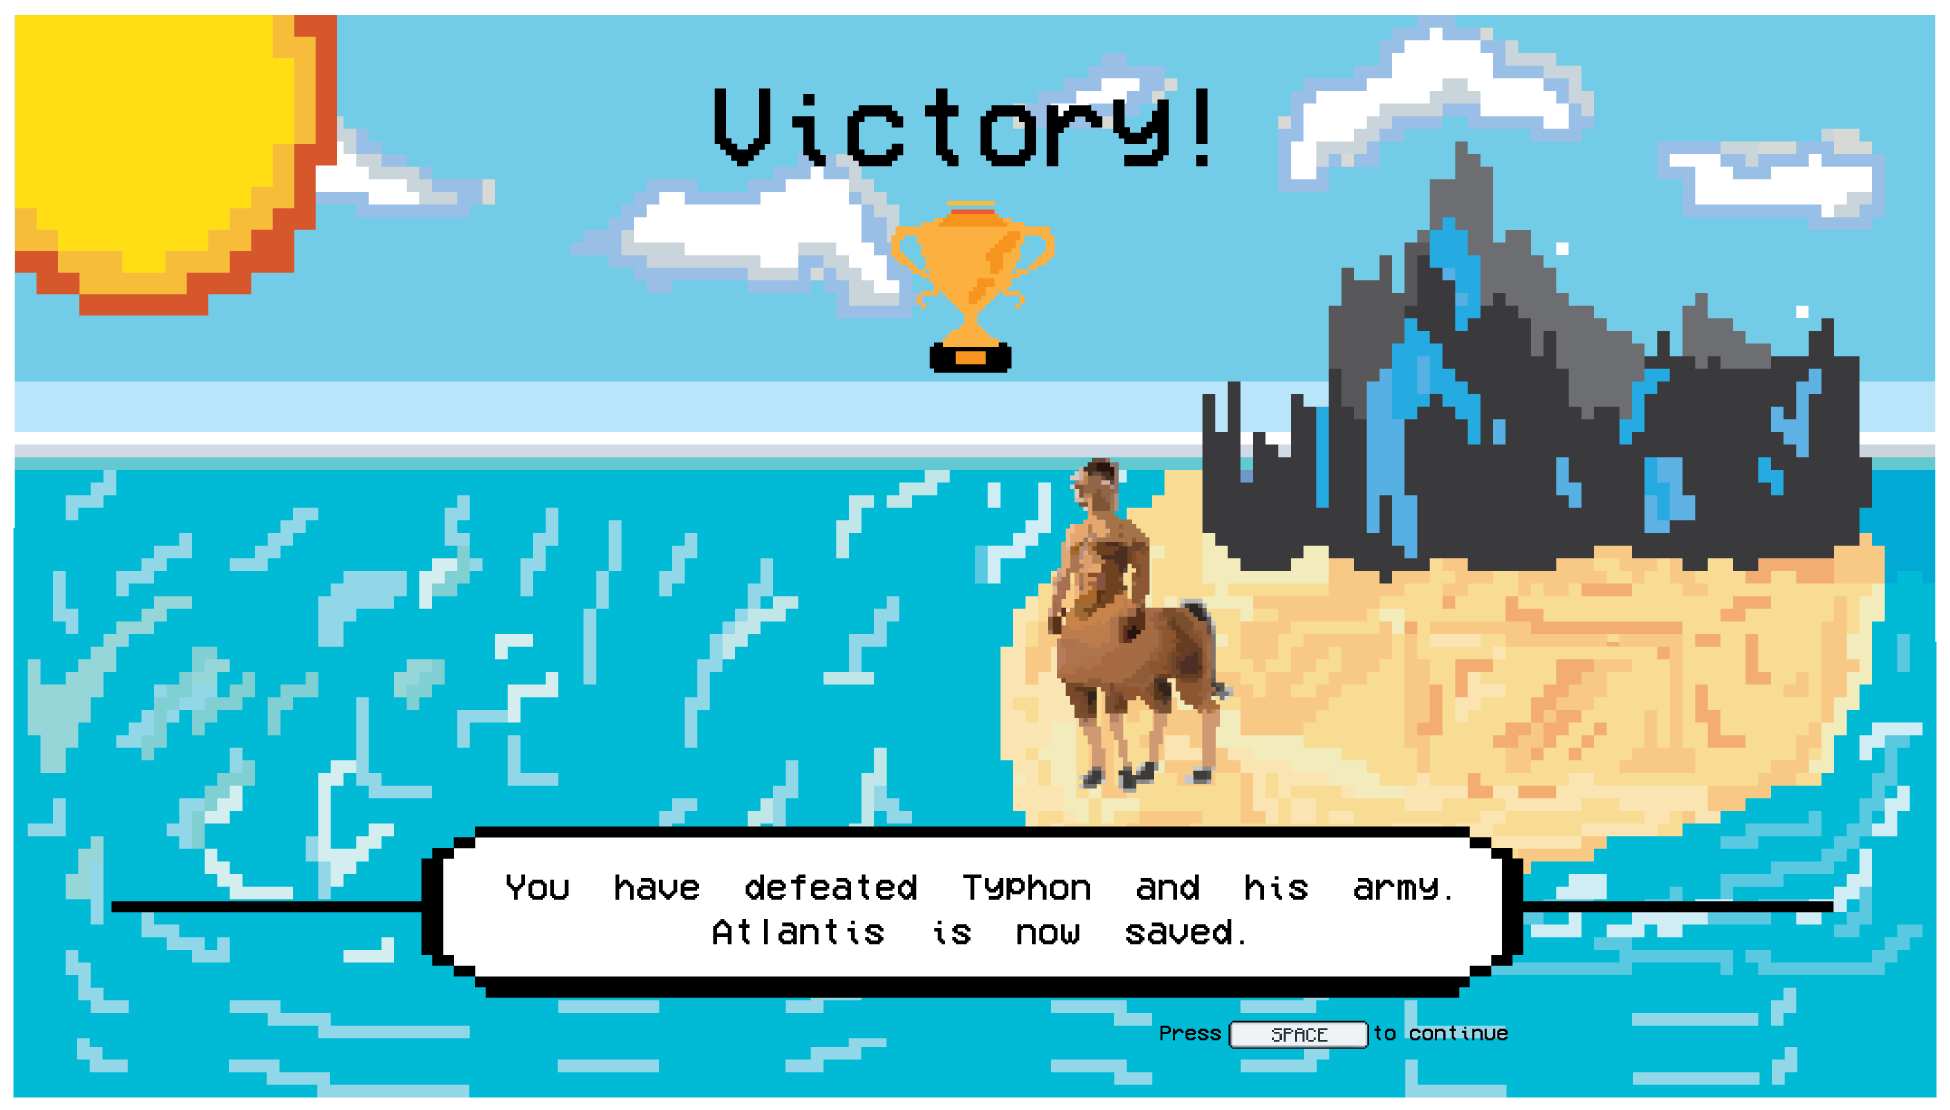 Victory!
You have defeated Typhon and his army.
Atlantis is now saved.
Press SPACE to continue